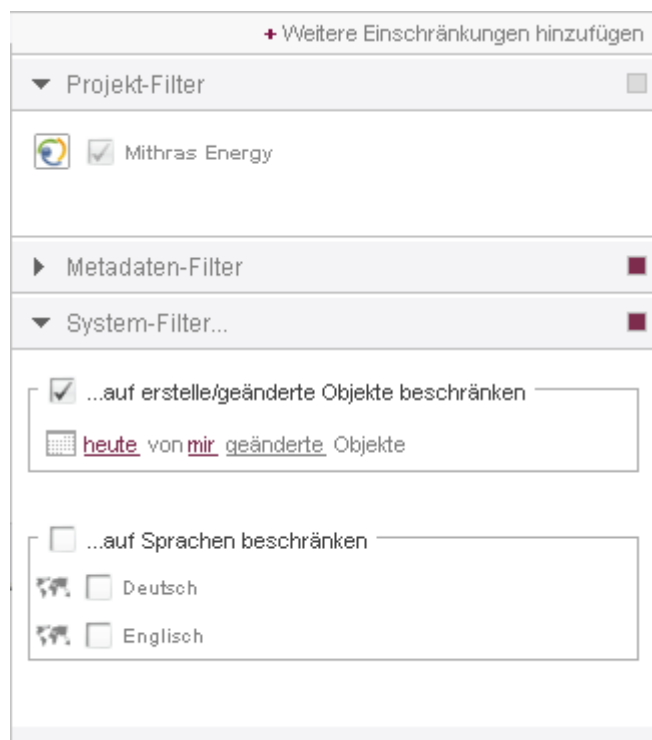 + Weitere Einschränkungen hinzufügen
Projekt-Filter
Mithras Energy
Metadaten-Filter
System-Filter...
...auf erstelle/geänderte Objekte beschränken
heute von mir geänderte Objekte
...auf Sprachen beschränken
Deutsch
Englisch